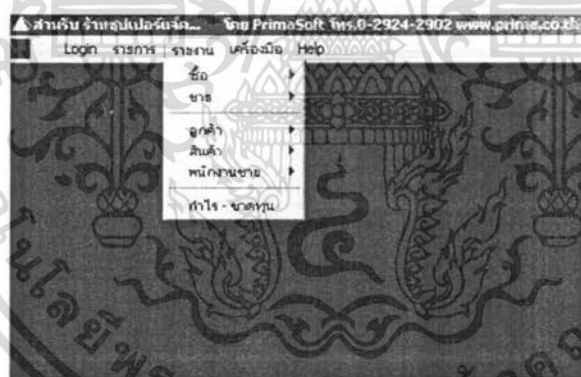 สำหรับ ร้านซุปเปอร์แจ๊ค... โดย PrimaSoft โทร.0-2924-2902 www.primas.co.th
Login รายการ รายงาน เครื่องมือ Help
ซื้อ
ขาย
ลูกค้า
สินค้า
พนักงานขาย
กำไร - ขาดทุน